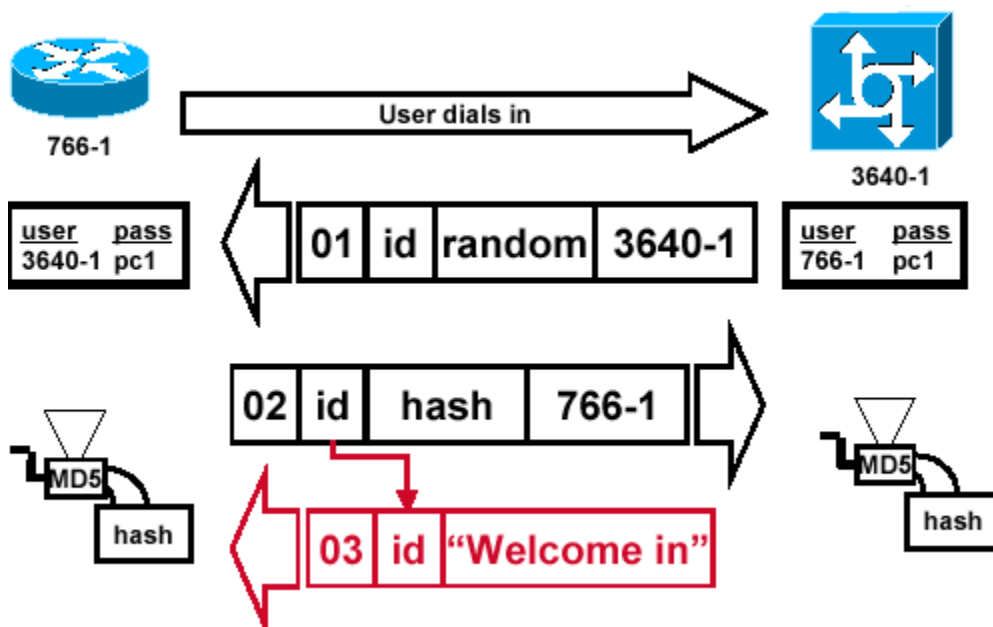 User dials in
766-1
3640-1
user pass
3640-1 pc1
01 id random 3640-1
user pass
766-1 pc1
02 id hash 766-1
MD5
hash
MD5
hash
03 id “Welcome in”